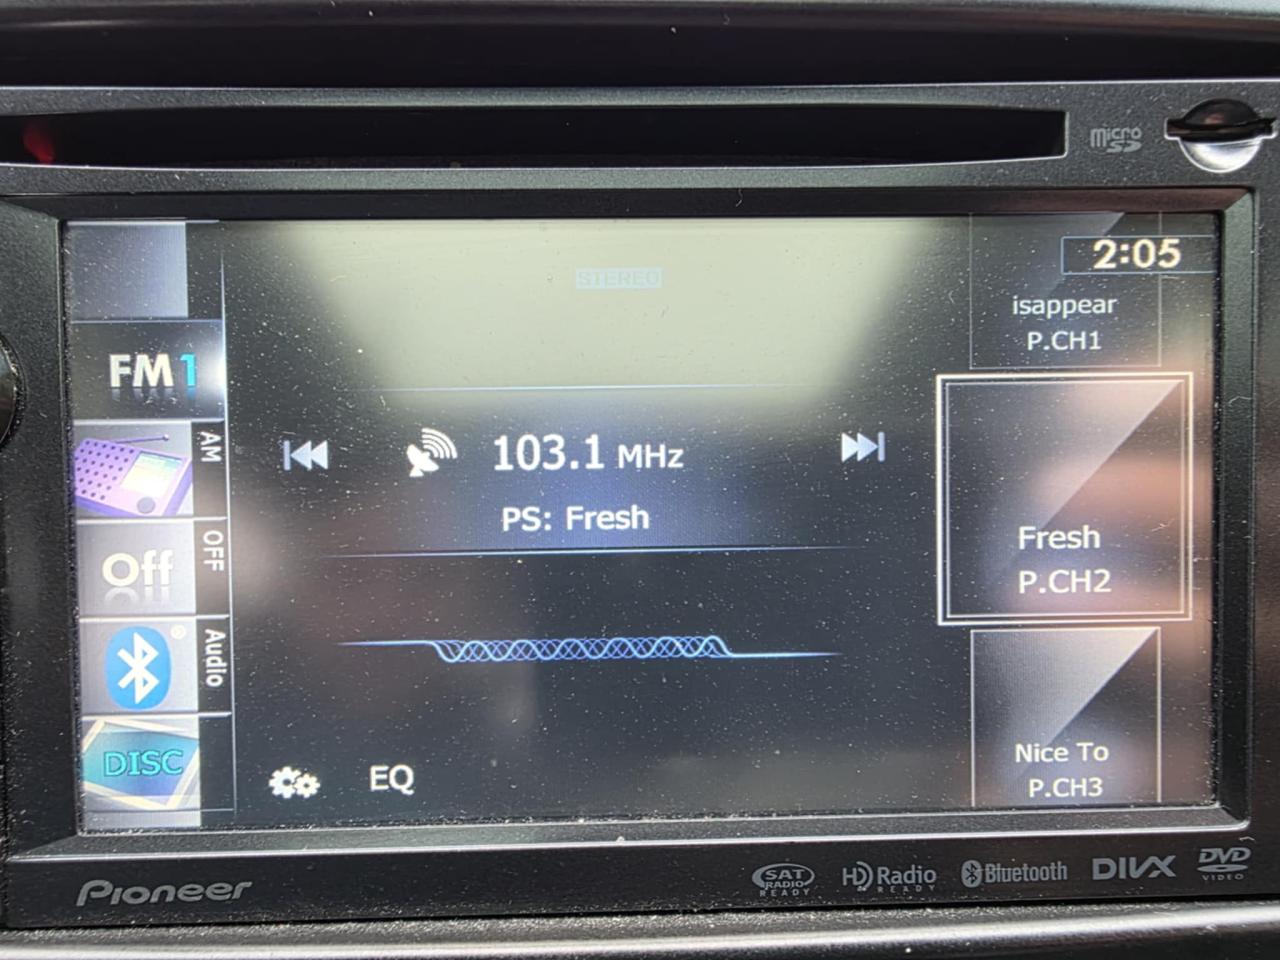 micro
SD
STEREO
2:05
isappear
P.CH1
FM1
AM
103.1 MHz
PS: Fresh
Fresh
P.CH2
OFF
Off
Audio
DISC
EQ
Nice To
P.CH3
Pioneer
SAT
RADIO
READY
HD Radio
READY
Bluetooth
DIVX
DVD
VIDEO